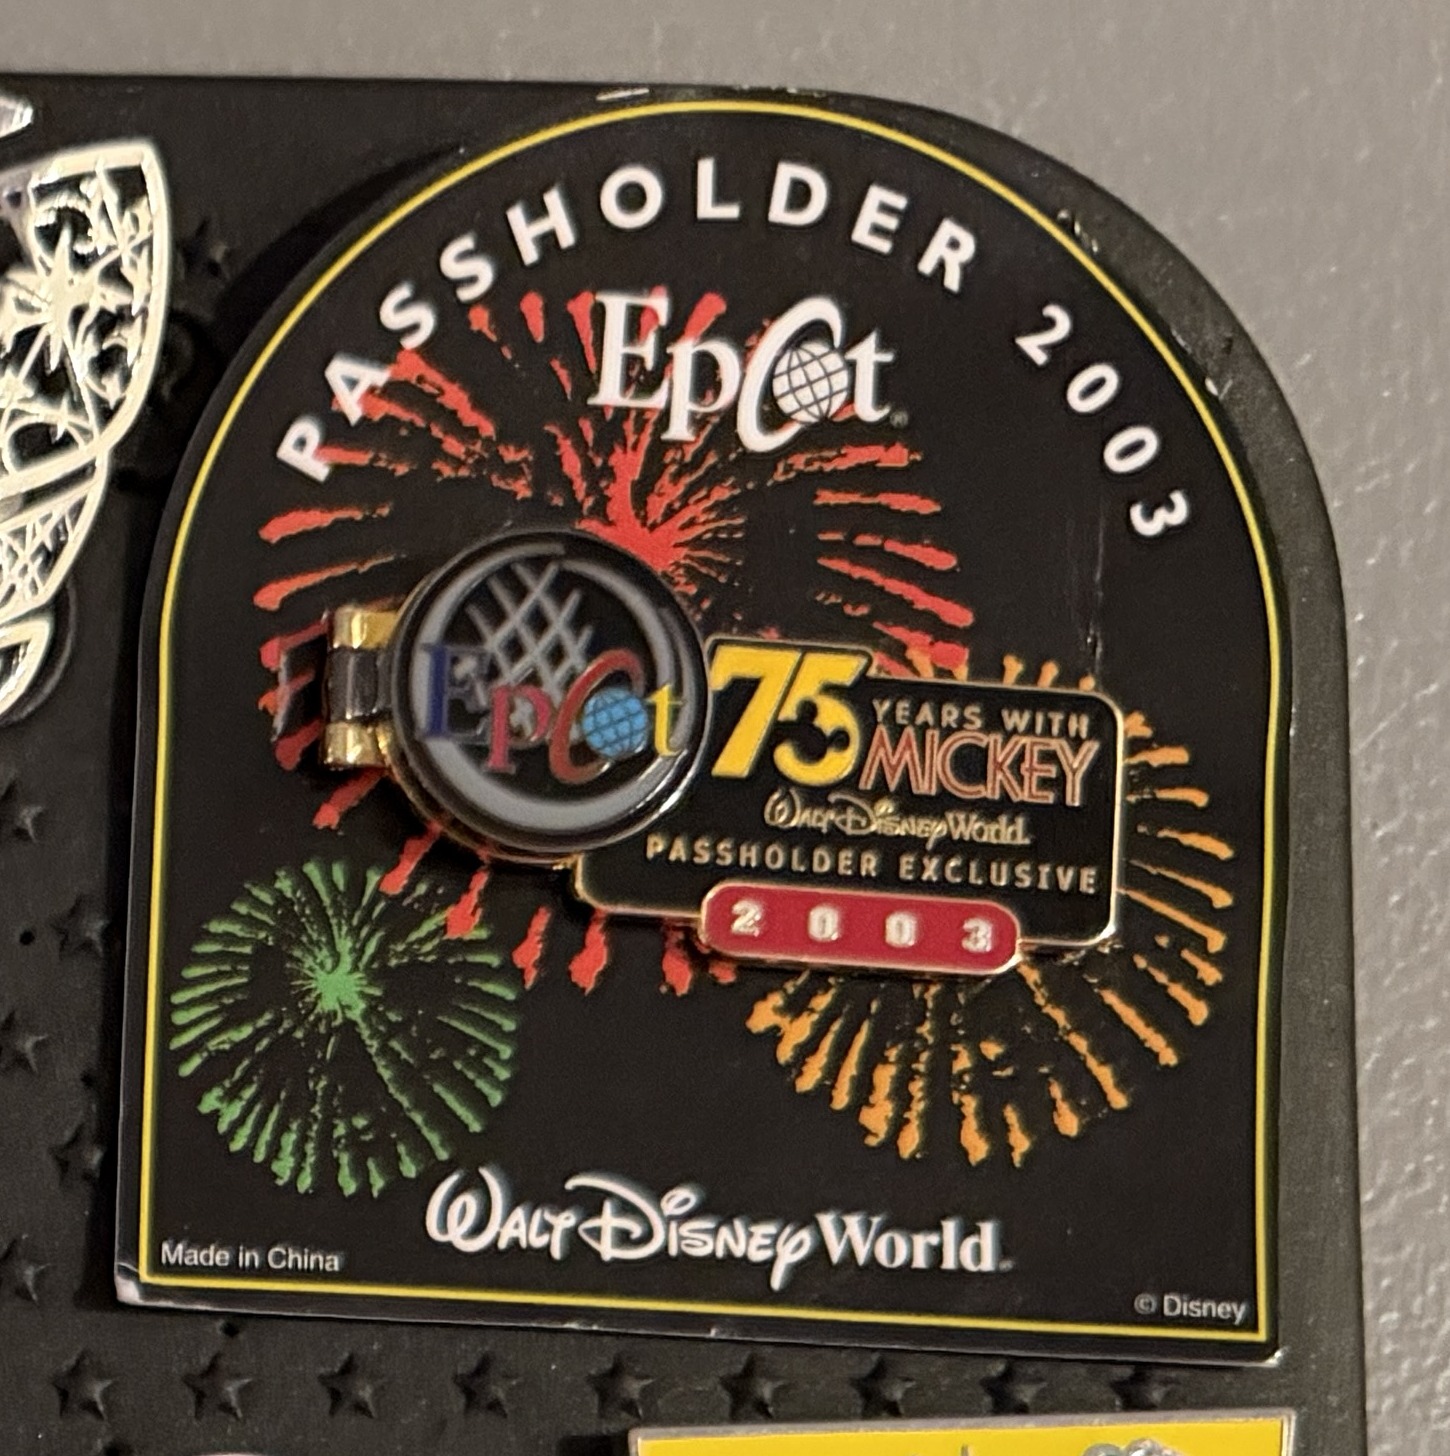 PASSHOLDER 2003
Epcot
Epcot
75 YEARS WITH
MICKEY
Walt Disney World.
PASSHOLDER EXCLUSIVE
2003
Walt Disney World
Made in China
© Disney